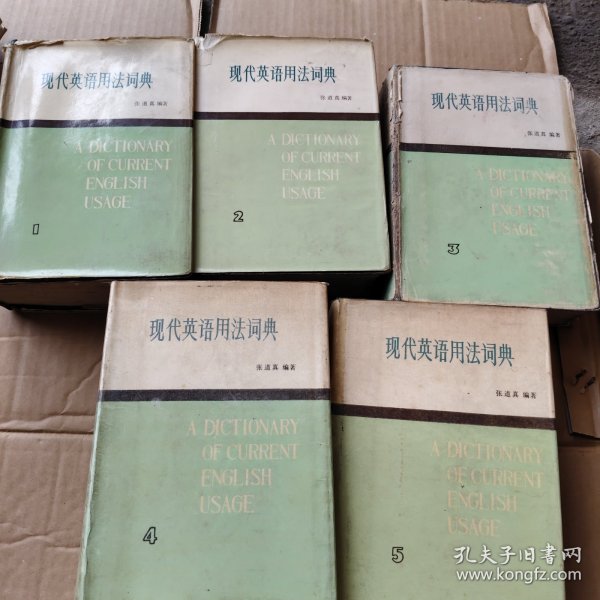 现代英语用法词典
张道真 编著
A DICTIONARY
OF CURRENT
ENGLISH
USAGE
1
现代英语用法词典
张道真 编著
A DICTIONARY
OF CURRENT
ENGLISH
USAGE
2
现代英语用法词典
张道真 编著
A DICTIONARY
OF CURRENT
ENGLISH
USAGE
3
现代英语用法词典
张道真 编著
A DICTIONARY
OF CURRENT
ENGLISH
USAGE
4
现代英语用法词典
张道真 编著
A DICTIONARY
OF CURRENT
ENGLISH
USAGE
5
孔夫子旧书网
www.kongfz.com